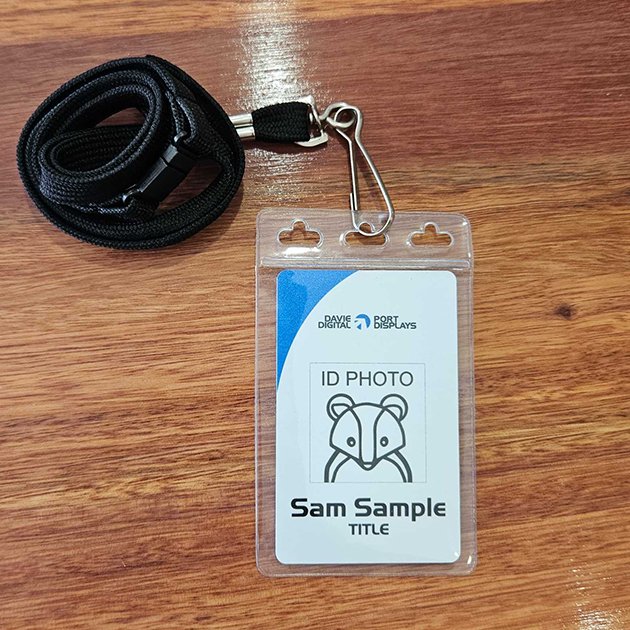 DAVIE PORT
DIGITAL DISPLAYS
ID PHOTO
Sam Sample
TITLE